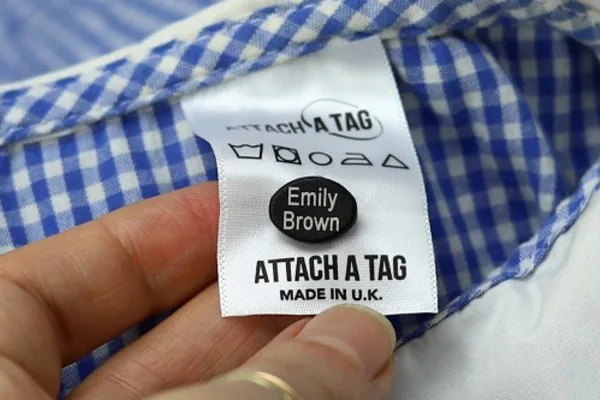 ATTACH A TAG
Emily
Brown
ATTACH A TAG
MADE IN U.K.